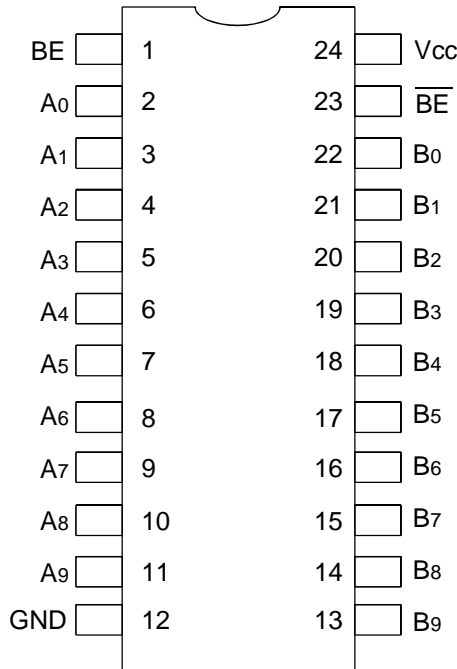 BE 1 24 Vcc
A0 2 23 B̅E̅
A1 3 22 B0
A2 4 21 B1
A3 5 20 B2
A4 6 19 B3
A5 7 18 B4
A6 8 17 B5
A7 9 16 B6
A8 10 15 B7
A9 11 14 B8
GND 12 13 B9